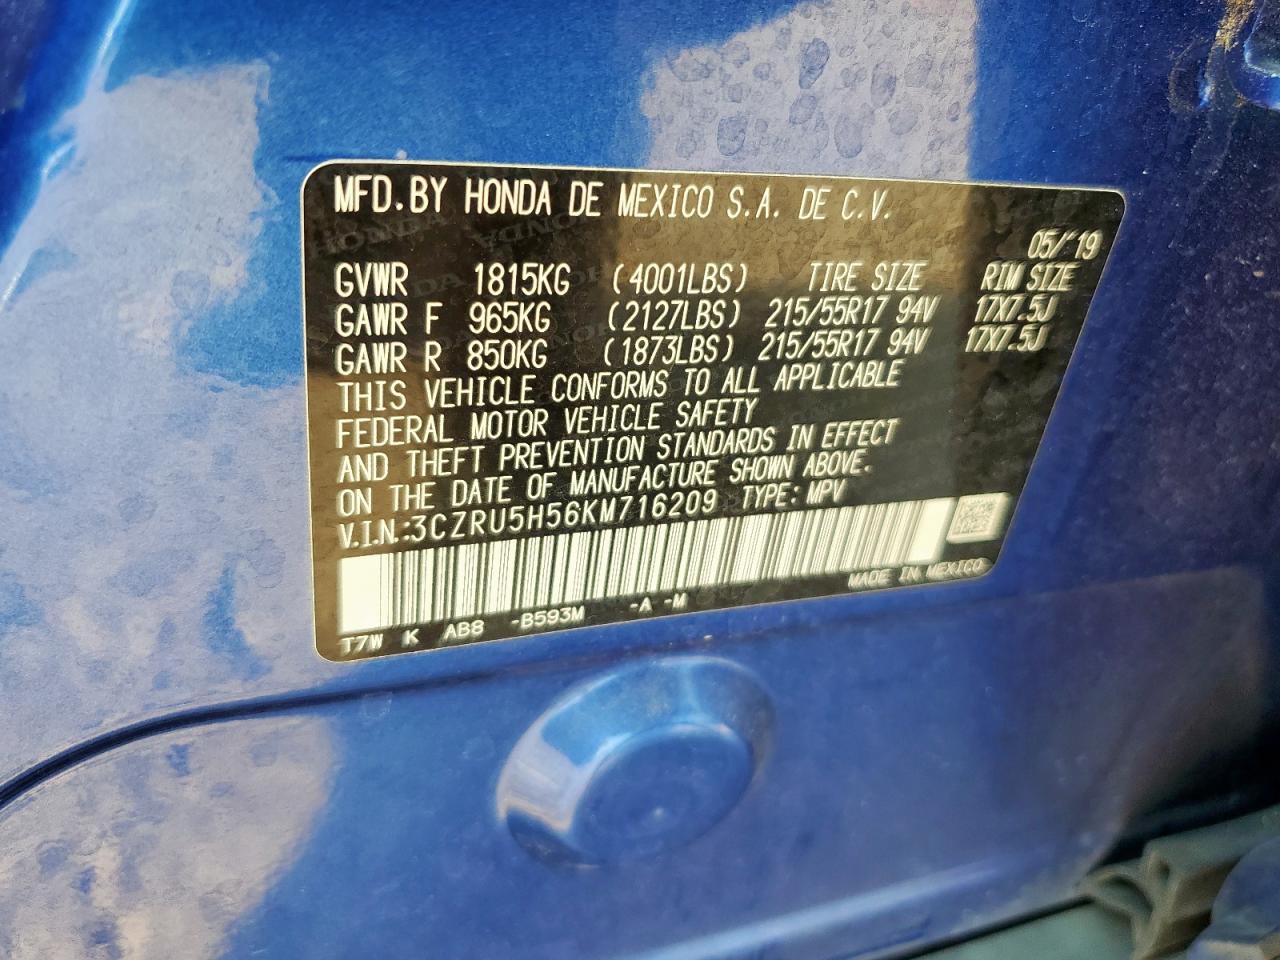 MFD.BY HONDA DE MEXICO S.A. DE C.V.
05/'19
GVWR 1815KG (4001LBS) TIRE SIZE RIM SIZE
GAWR F 965KG (2127LBS) 215/55R17 94V 17X7.5J
GAWR R 850KG (1873LBS) 215/55R17 94V 17X7.5J
THIS VEHICLE CONFORMS TO ALL APPLICABLE
FEDERAL MOTOR VEHICLE SAFETY
AND THEFT PREVENTION STANDARDS IN EFFECT
ON THE DATE OF MANUFACTURE SHOWN ABOVE.
V.I.N.:3CZRU5H56KM716209 TYPE: MPV
MADE IN MEXICO
T7W K AB8 -B593M -A -M